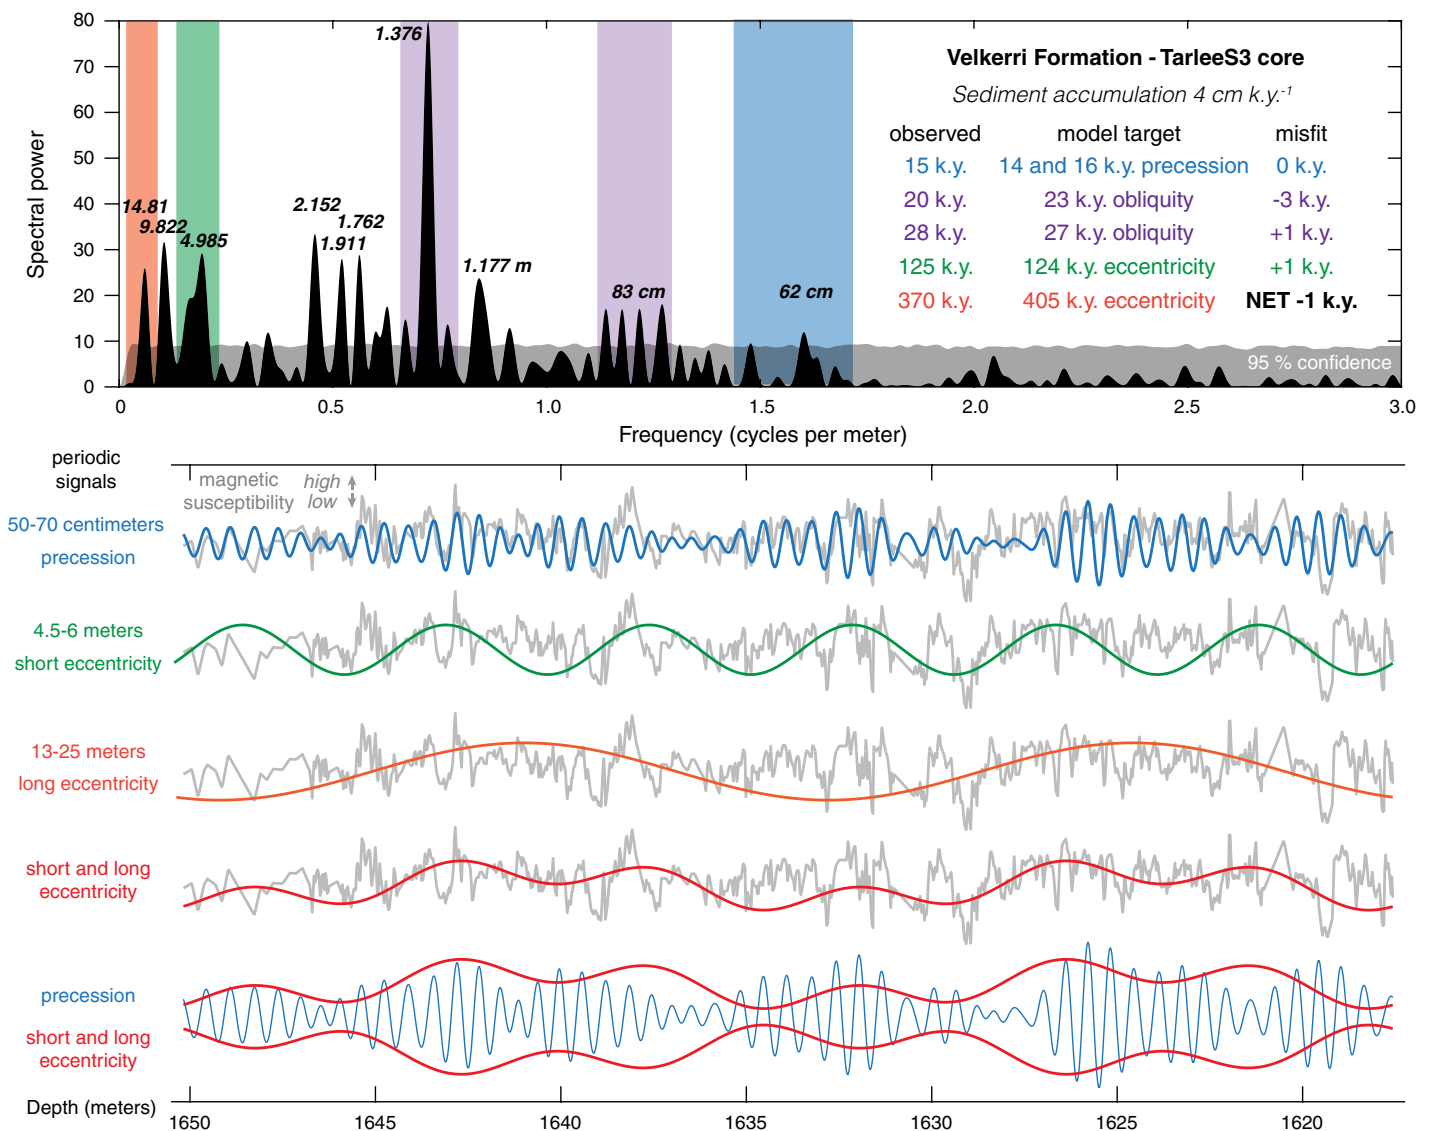 80
70
60
50
40
30
20
10
0
Spectral power
1.376
14.81
9.822
4.985
2.152
1.762
1.911
1.177 m
83 cm
62 cm
Velkerri Formation - TarleeS3 core
Sediment accumulation 4 cm k.y.⁻¹
observed model target misfit
15 k.y. 14 and 16 k.y. precession 0 k.y.
20 k.y. 23 k.y. obliquity -3 k.y.
28 k.y. 27 k.y. obliquity +1 k.y.
125 k.y. 124 k.y. eccentricity +1 k.y.
370 k.y. 405 k.y. eccentricity NET -1 k.y.
95 % confidence
0 0.5 1.0 1.5 2.0 2.5 3.0
Frequency (cycles per meter)
periodic
signals
magnetic
susceptibility
high
low
50-70 centimeters
precession
4.5-6 meters
short eccentricity
13-25 meters
long eccentricity
short and long
eccentricity
precession
short and long
eccentricity
Depth (meters)
1650 1645 1640 1635 1630 1625 1620